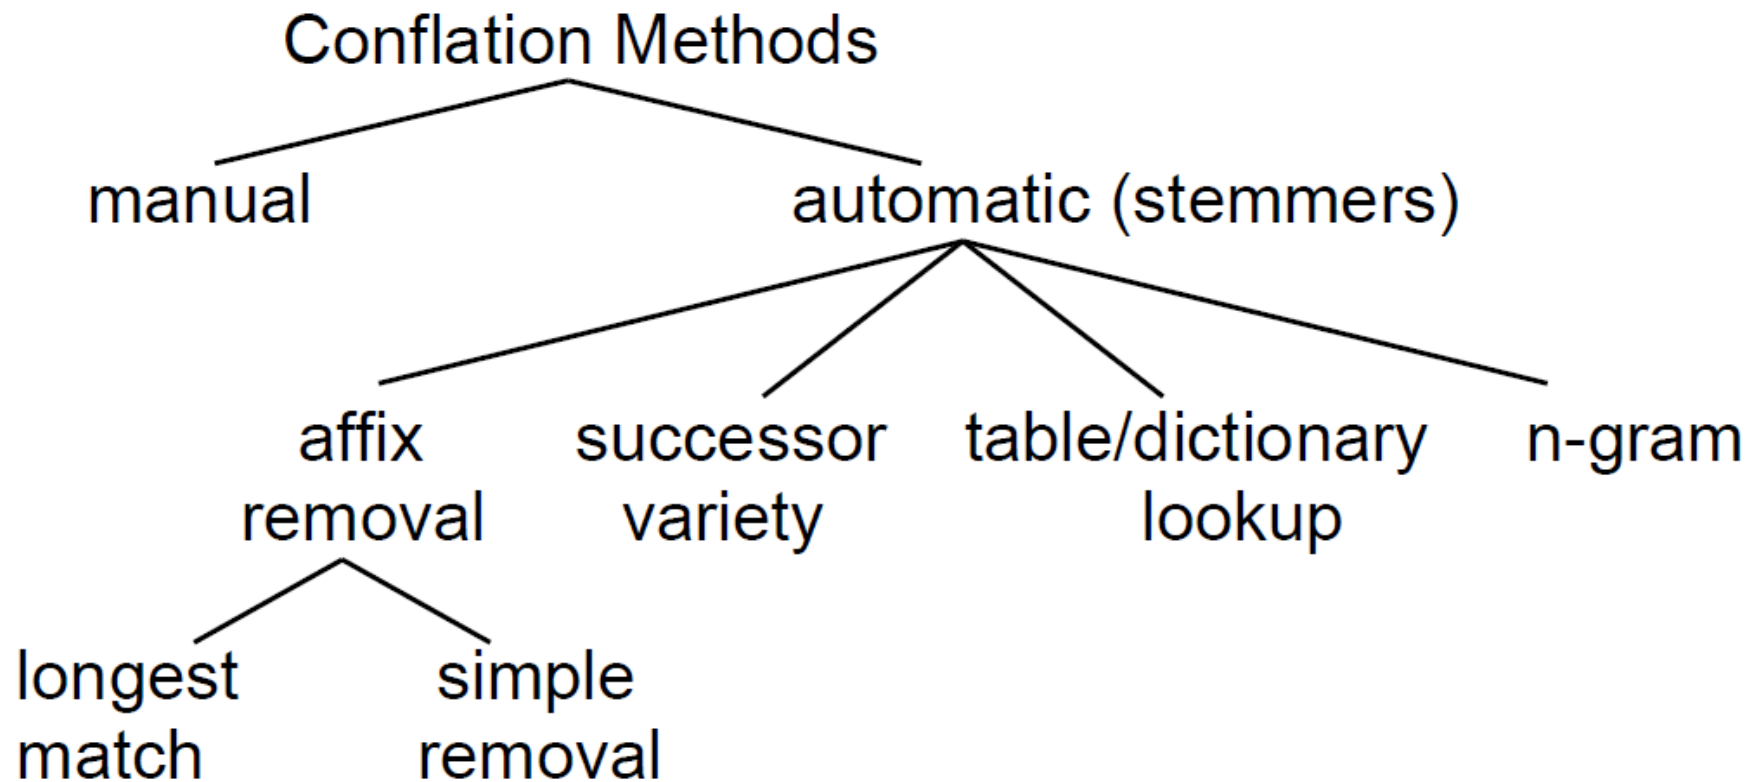 Conflation Methods
manual
automatic (stemmers)
affix
removal
successor
variety
table/dictionary
lookup
n-gram
longest
match
simple
removal